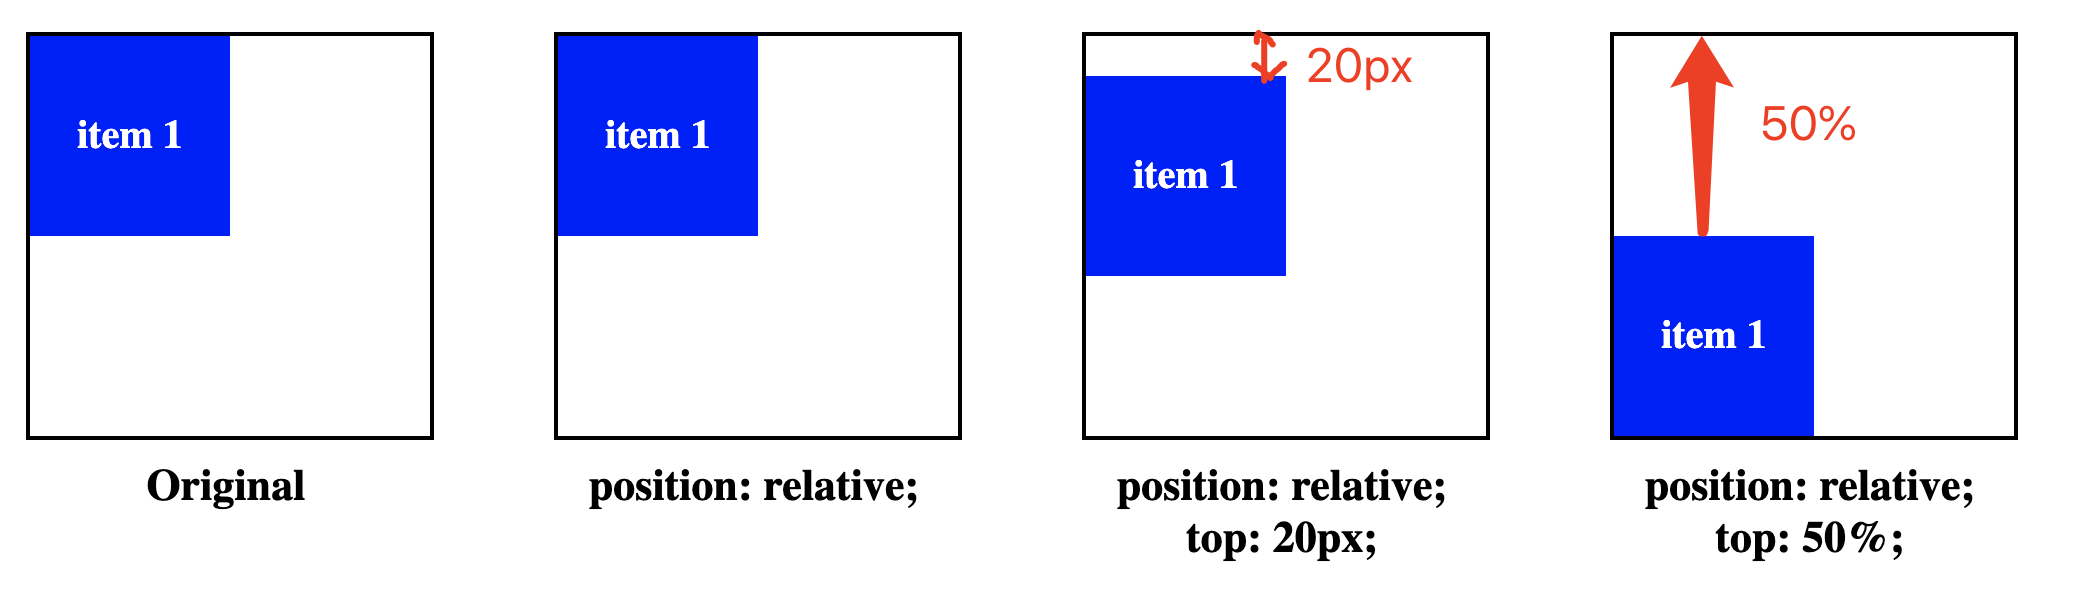 item 1
Original
item 1
position: relative;
20px
item 1
position: relative;
top: 20px;
50%
item 1
position: relative;
top: 50%;